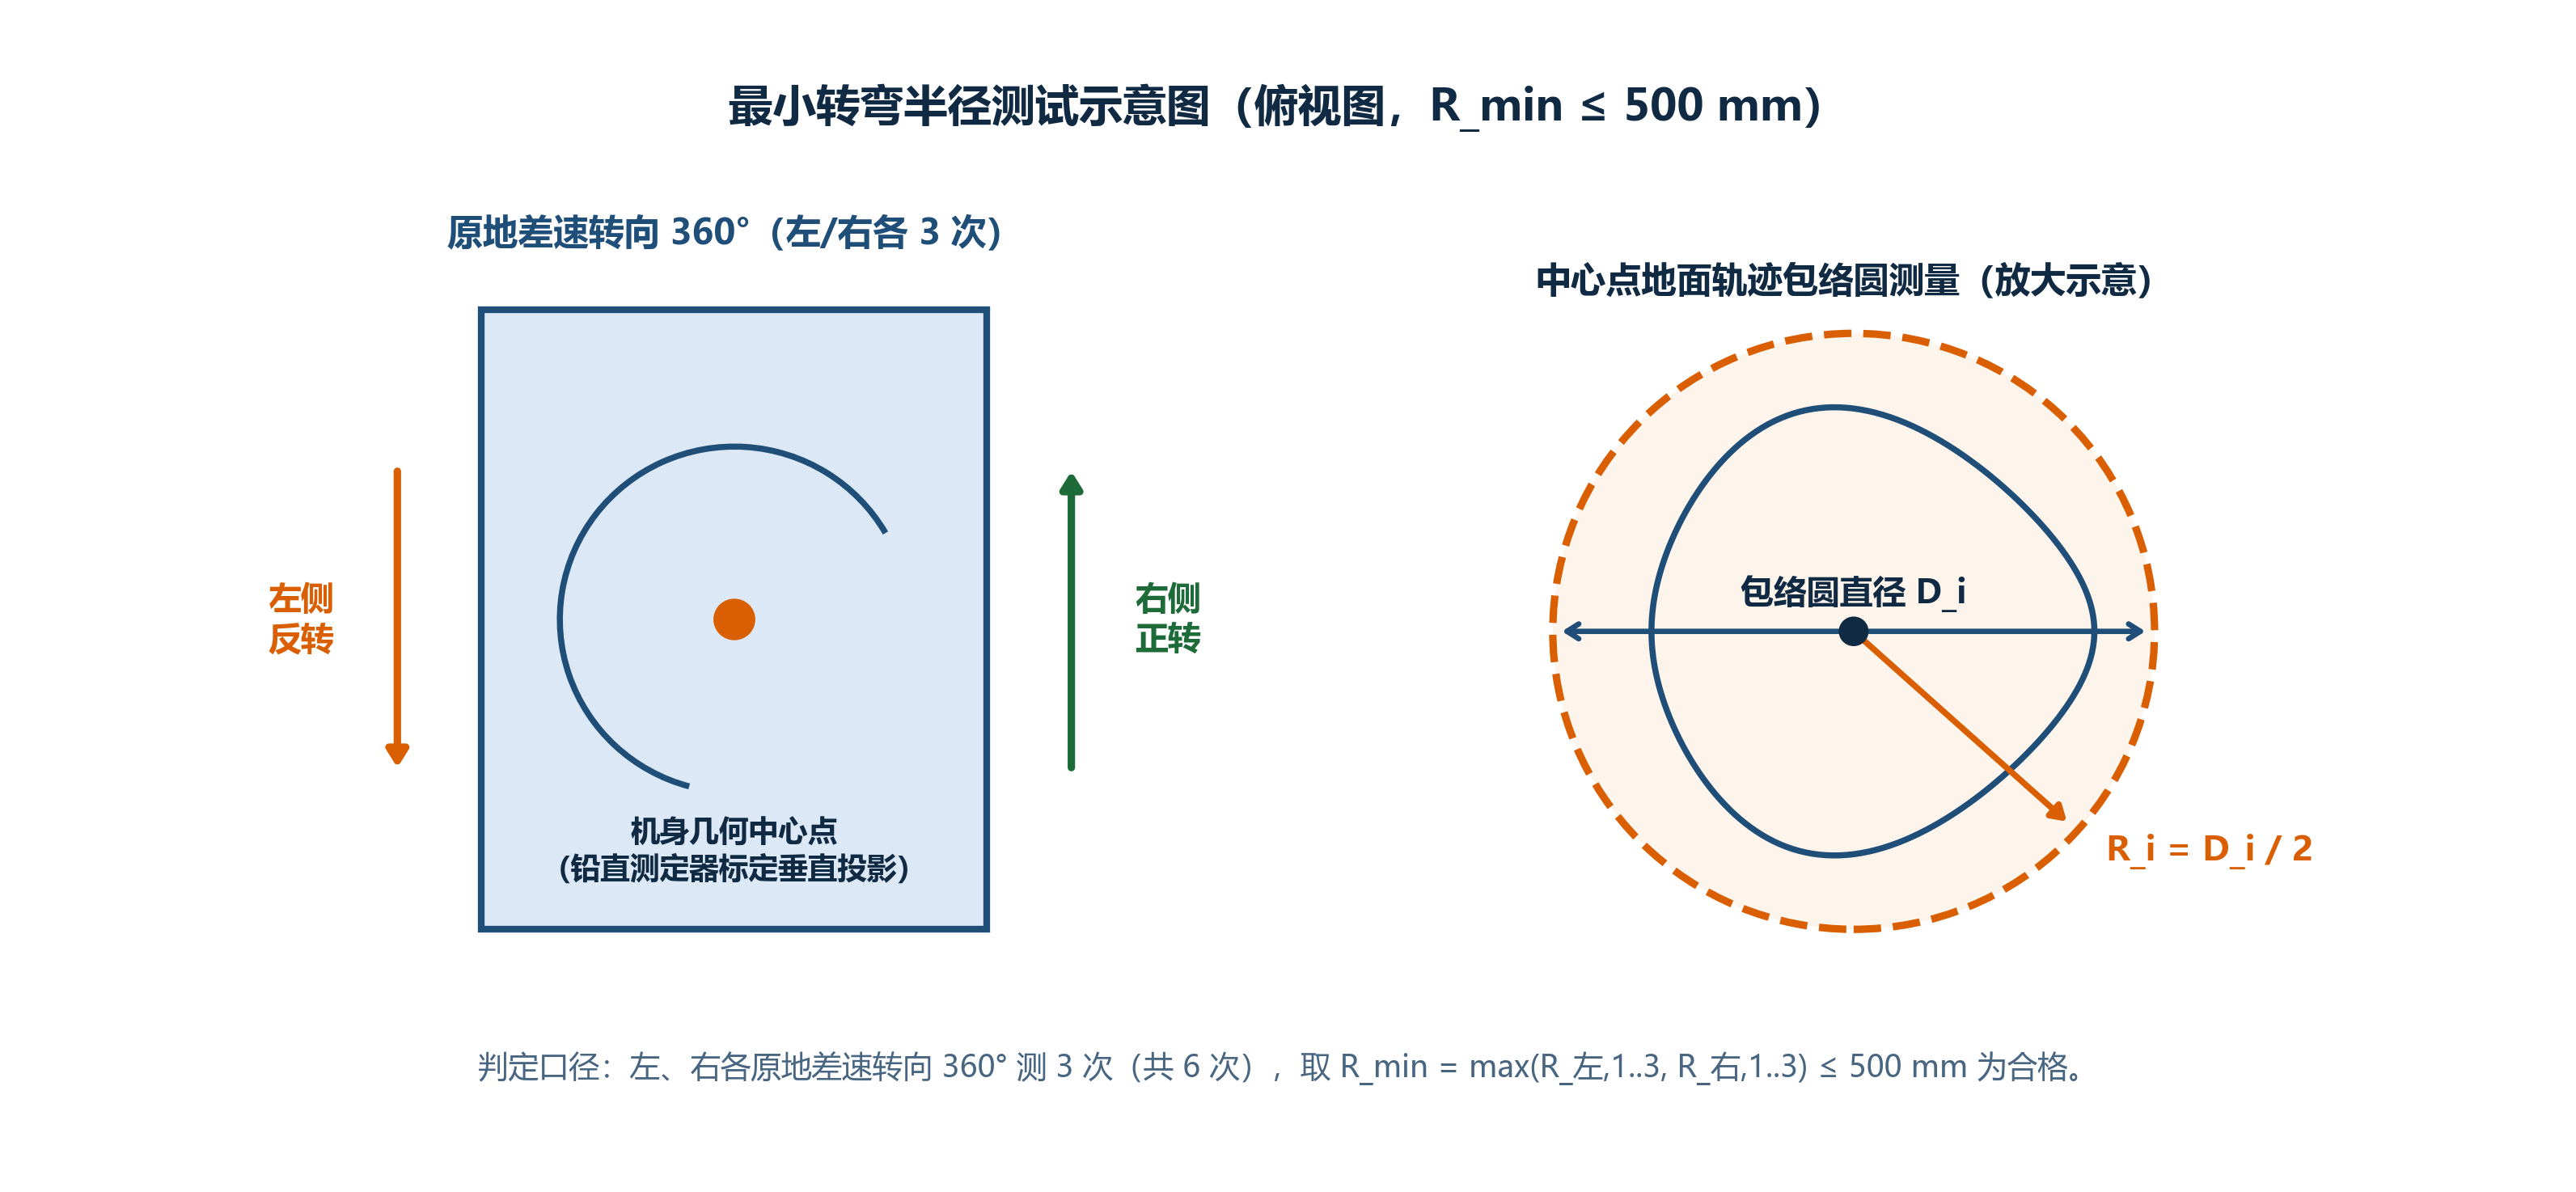 最小转弯半径测试示意图（俯视图，R_min ≤ 500 mm）
原地差速转向 360°（左/右各 3 次）
中心点地面轨迹包络圆测量（放大示意）
左侧
反转
右侧
正转
包络圆直径 D_i
机身几何中心点
（铅直测定器标定垂直投影）
R_i = D_i / 2
判定口径：左、右各原地差速转向 360° 测 3 次（共 6 次），取 R_min = max(R_左,1..3, R_右,1..3) ≤ 500 mm 为合格。